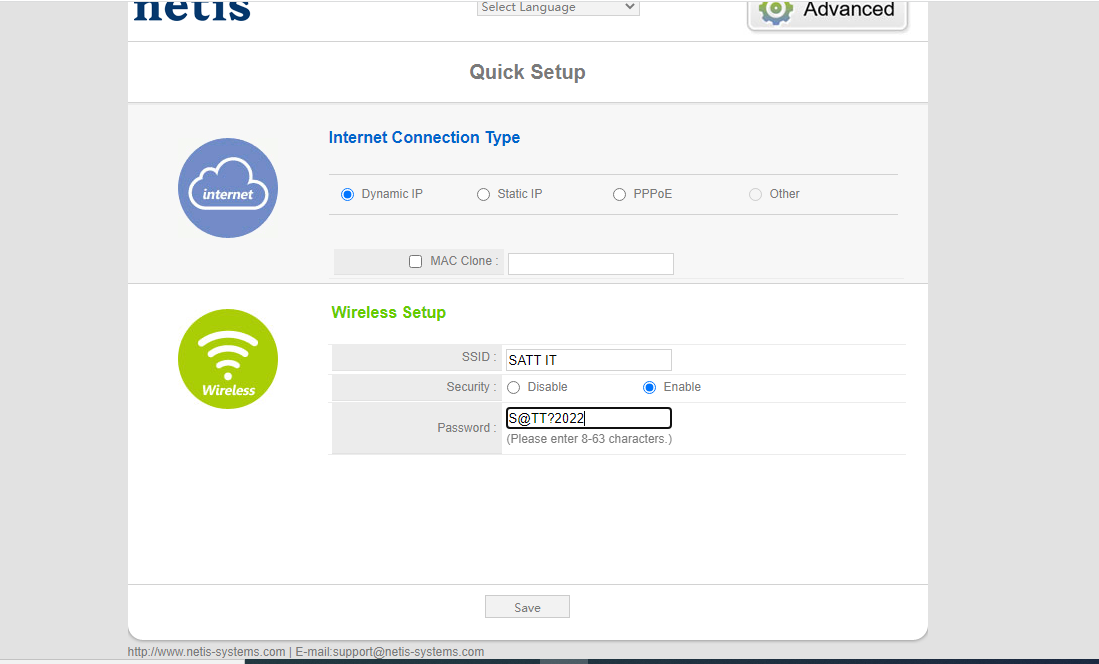 netis
Select Language
Advanced
Quick Setup
Internet Connection Type
internet
Dynamic IP Static IP PPPoE Other
MAC Clone :
Wireless Setup
Wireless
SSID : SATT IT
Security : Disable Enable
Password : S@TT?2022
(Please enter 8-63 characters.)
Save
http://www.netis-systems.com | E-mail:support@netis-systems.com